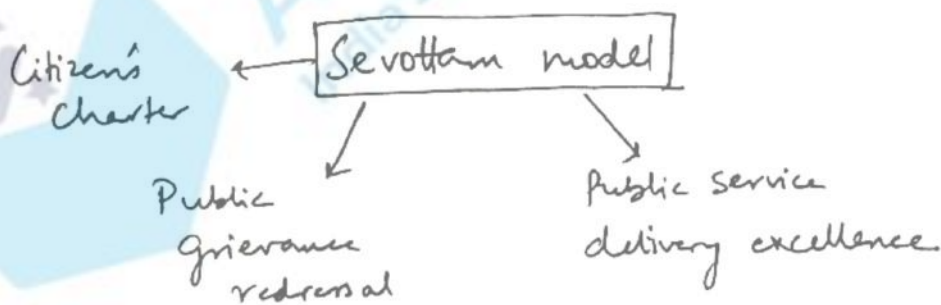 Sevottam model
Citizen's
Charter
Public
grievance
redressal
Public service
delivery excellence.